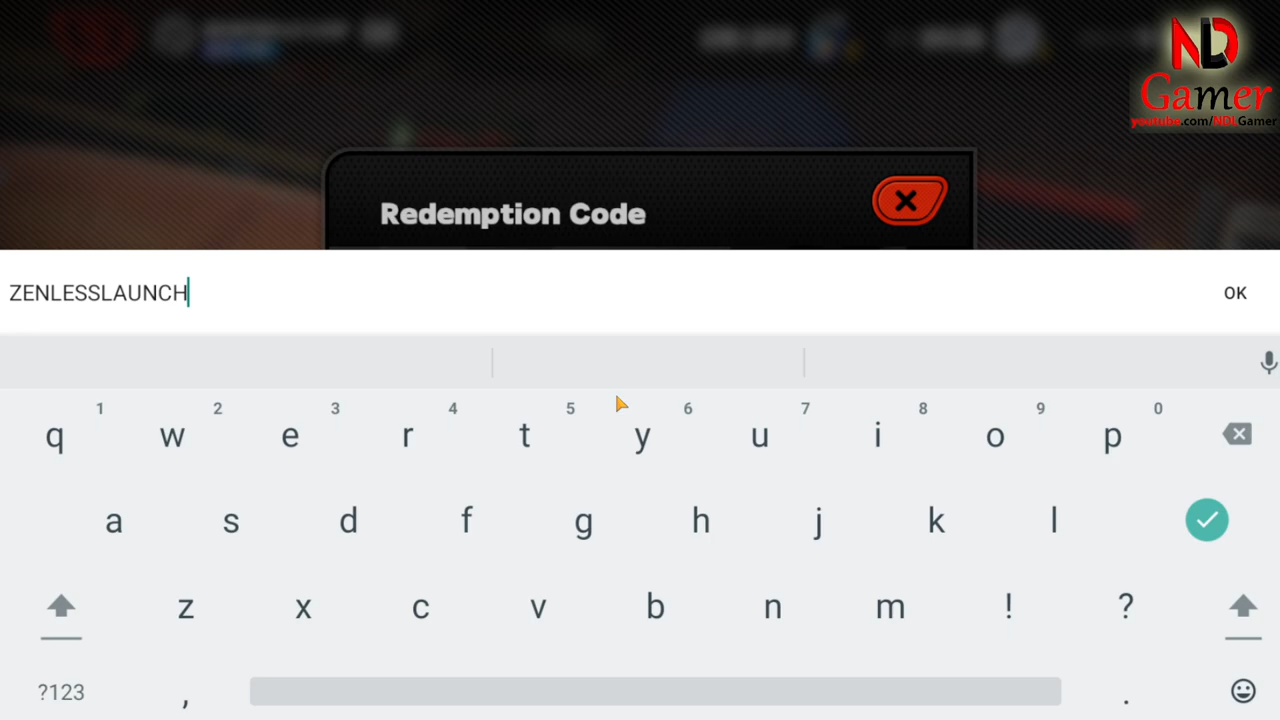 ND
Gamer
youtube.com/NDLGamer
Redemption Code
ZENLESSLAUNCH
OK
1 2 3 4 5 6 7 8 9 0
q w e r t y u i o p
a s d f g h j k l
z x c v b n m ! ?
?123 , .